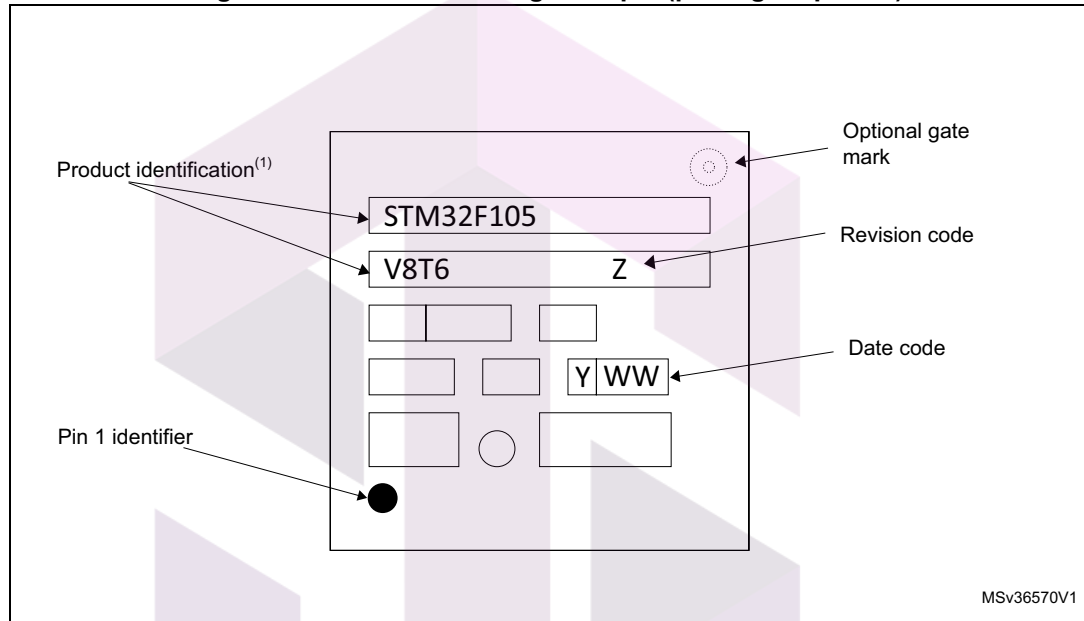 Optional gate
mark
Product identification(1)
STM32F105
Revision code
V8T6 Z
Date code
Y WW
Pin 1 identifier
MSv36570V1